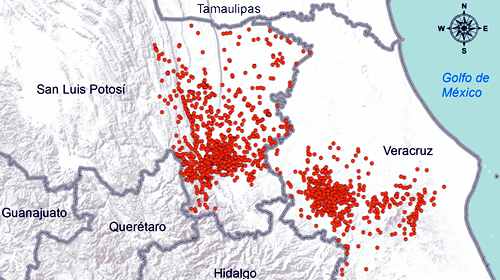 Tamaulipas
N
W
E
S
San Luis Potosí
Golfo de
México
Veracruz
Guanajuato
Querétaro
Hidalgo